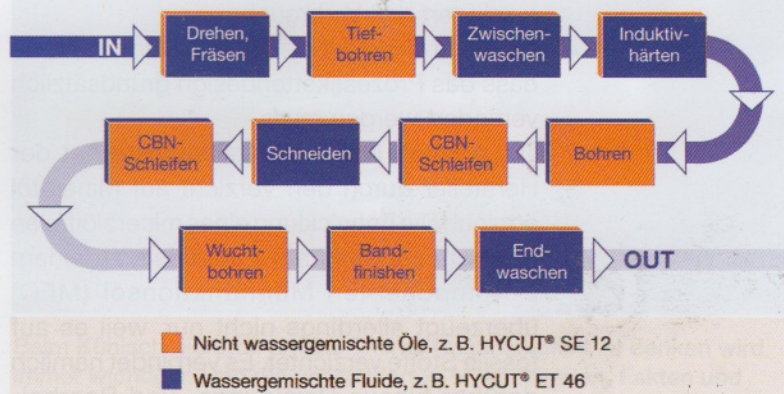 IN
Drehen,
Fräsen
Tief-
bohren
Zwischen-
waschen
Induktiv-
härten
CBN-
Schleifen
Schneiden
CBN-
Schleifen
Bohren
Wucht-
bohren
Band-
finishen
End-
waschen
OUT
Nicht wassergemischte Öle, z. B. HYCUT® SE 12
Wassergemischte Fluide, z. B. HYCUT® ET 46